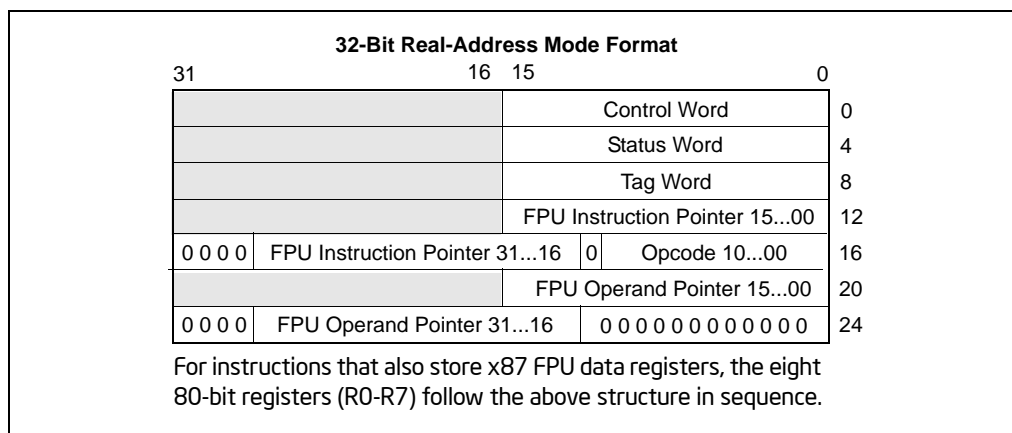 32-Bit Real-Address Mode Format
31 16 15 0
Control Word 0
Status Word 4
Tag Word 8
FPU Instruction Pointer 15...00 12
0 0 0 0 FPU Instruction Pointer 31...16 0 Opcode 10...00 16
FPU Operand Pointer 15...00 20
0 0 0 0 FPU Operand Pointer 31...16 0 0 0 0 0 0 0 0 0 0 0 0 24
For instructions that also store x87 FPU data registers, the eight
80-bit registers (R0-R7) follow the above structure in sequence.